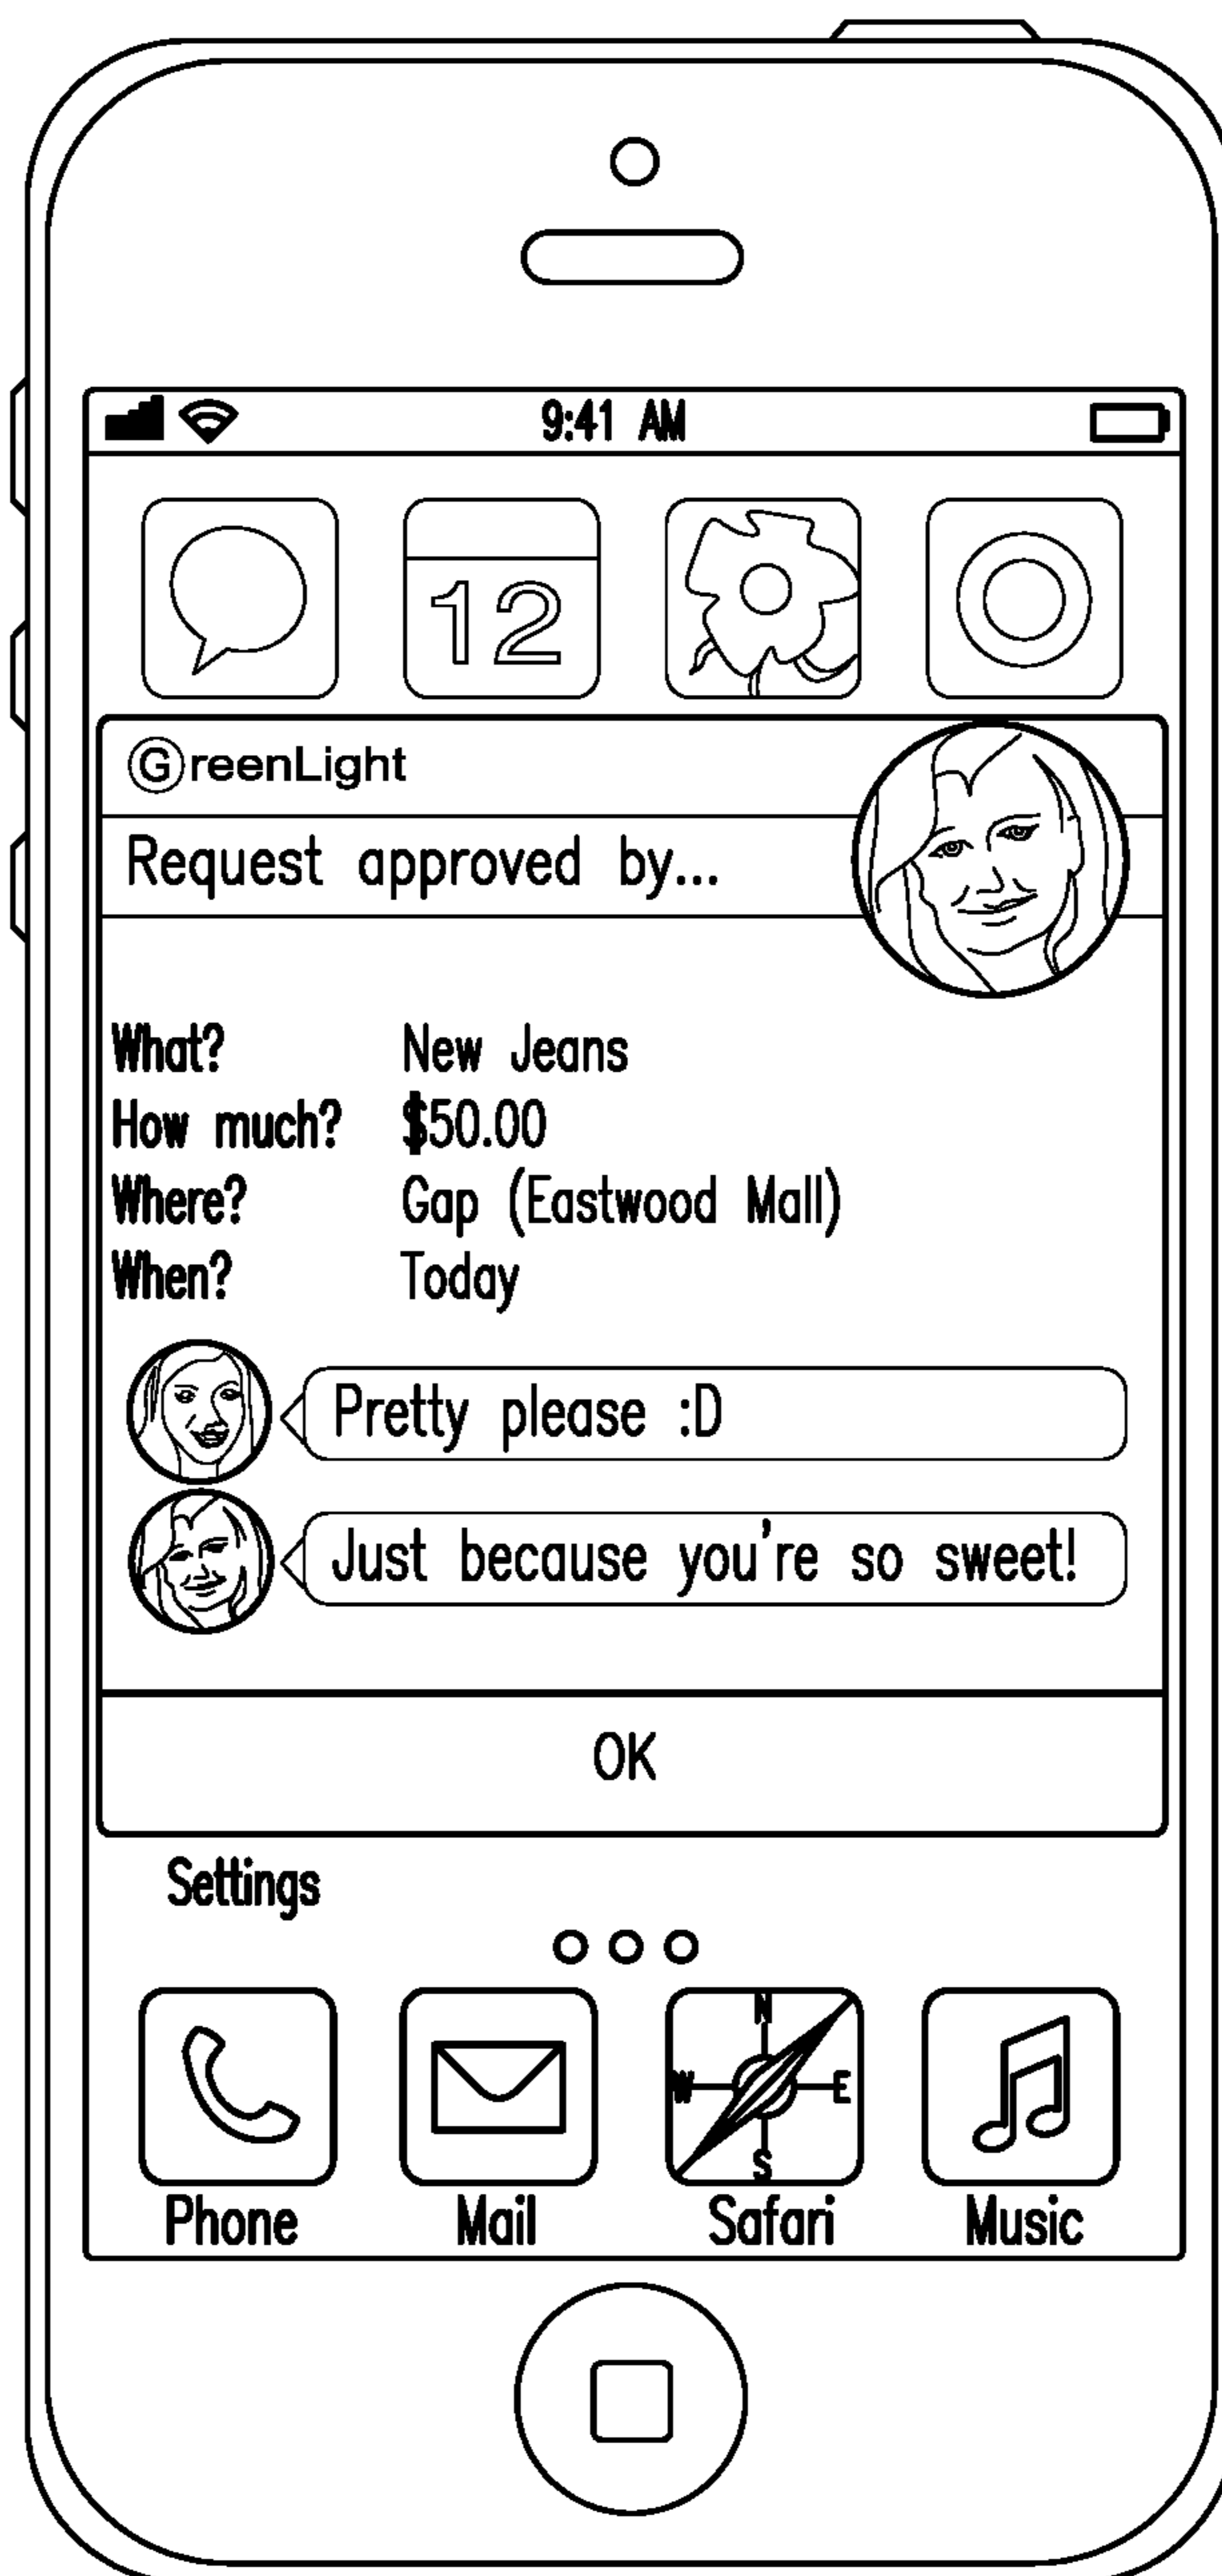 9:41 AM
12
GreenLight
Request approved by...
What? New Jeans
How much? $50.00
Where? Gap (Eastwood Mall)
When? Today
Pretty please :D
Just because you're so sweet!
OK
Settings
N
W E
S
Phone Mail Safari Music